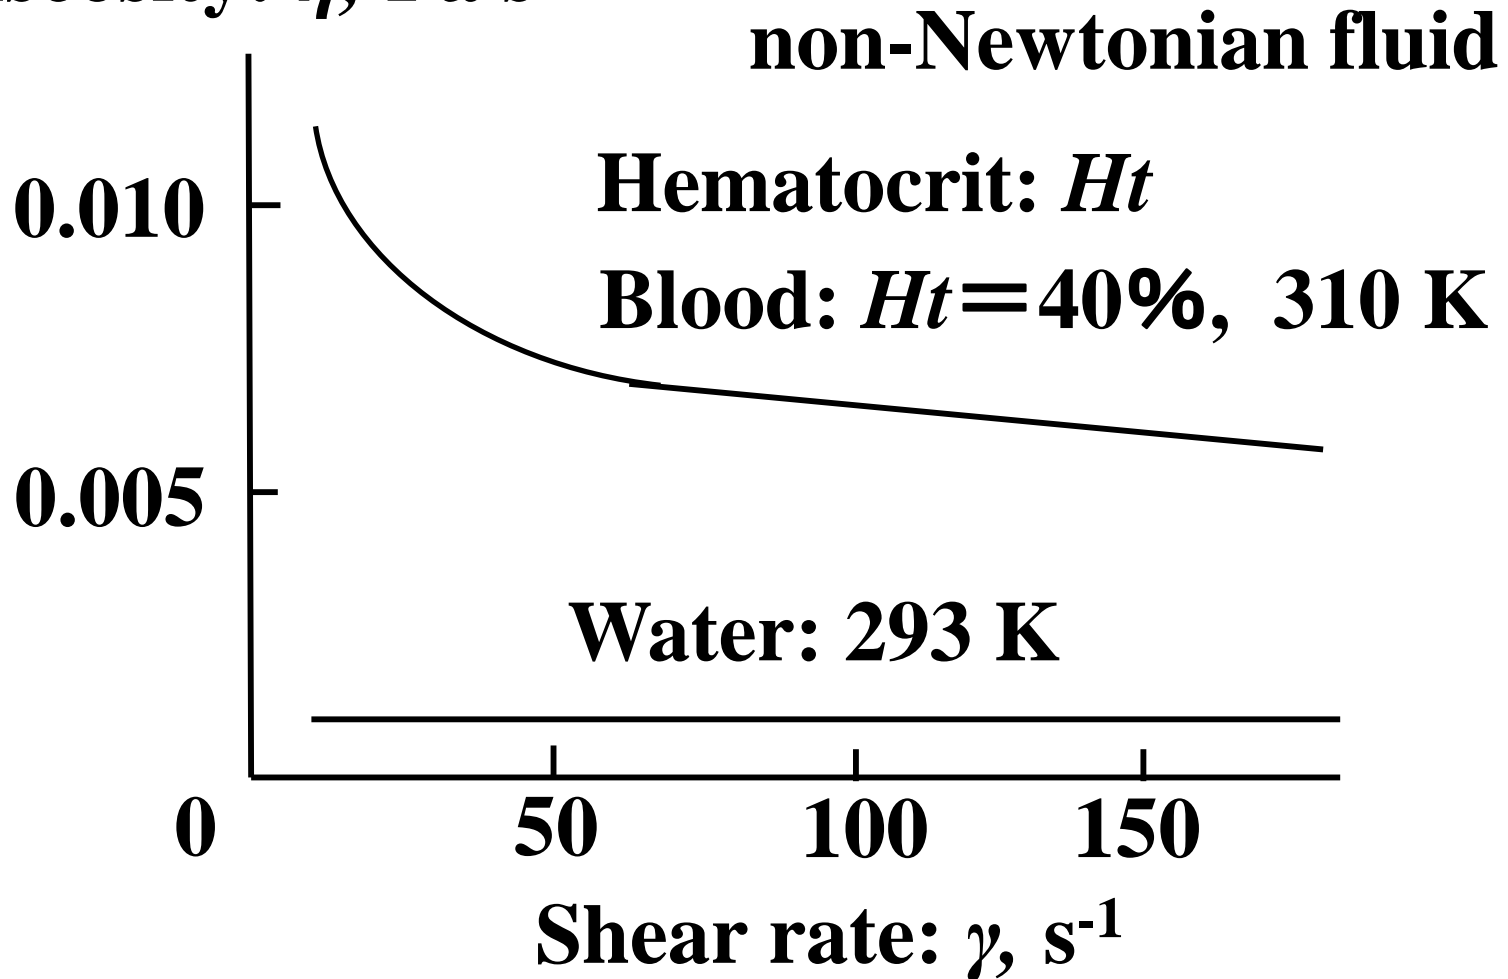 η, Pa s
non-Newtonian fluid
Hematocrit: Ht
0.010
Blood: Ht=40%, 310 K
0.005
Water: 293 K
0 50 100 150
Shear rate: γ, s-1